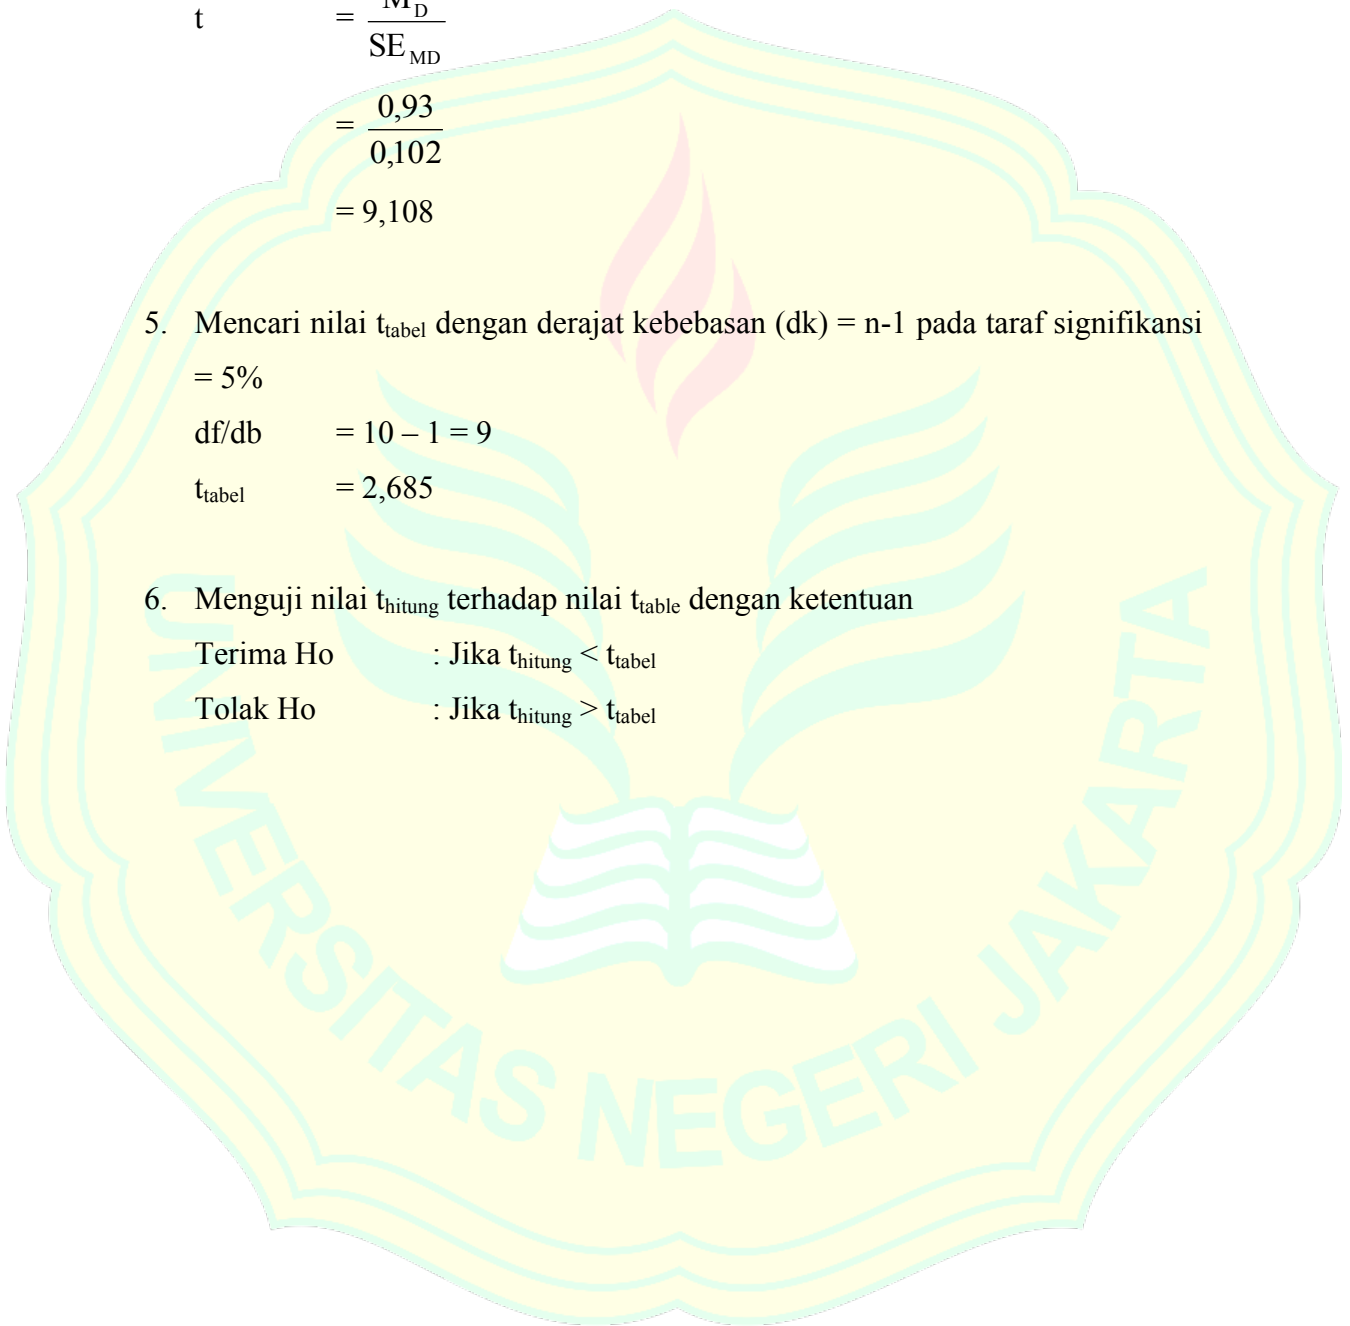 t = M_D
SE_MD
= 0,93
0,102
= 9,108
5. Mencari nilai t_tabel dengan derajat kebebasan (dk) = n-1 pada taraf signifikansi
= 5%
df/db = 10 – 1 = 9
t_tabel = 2,685
6. Menguji nilai t_hitung terhadap nilai t_table dengan ketentuan
Terima Ho : Jika t_hitung < t_tabel
Tolak Ho : Jika t_hitung > t_tabel
UNIVERSITAS NEGERI JAKARTA